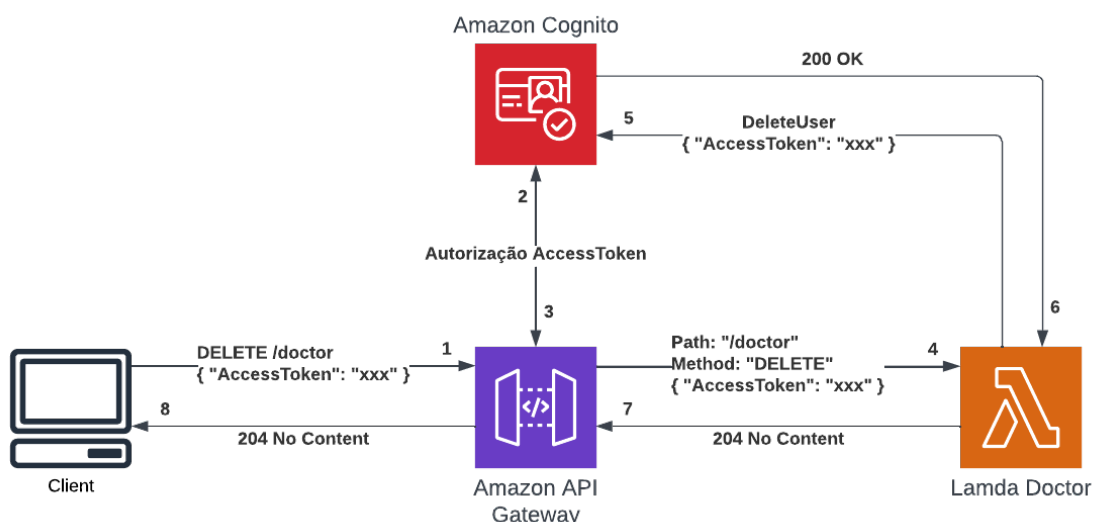 Amazon Cognito
200 OK
5
DeleteUser
{ "AccessToken": "xxx" }
2
Autorização AccessToken
3
6
DELETE /doctor
{ "AccessToken": "xxx" }
1
Path: "/doctor"
Method: "DELETE"
{ "AccessToken": "xxx" }
4
8
204 No Content
7
204 No Content
Client
Amazon API
Gateway
Lamda Doctor